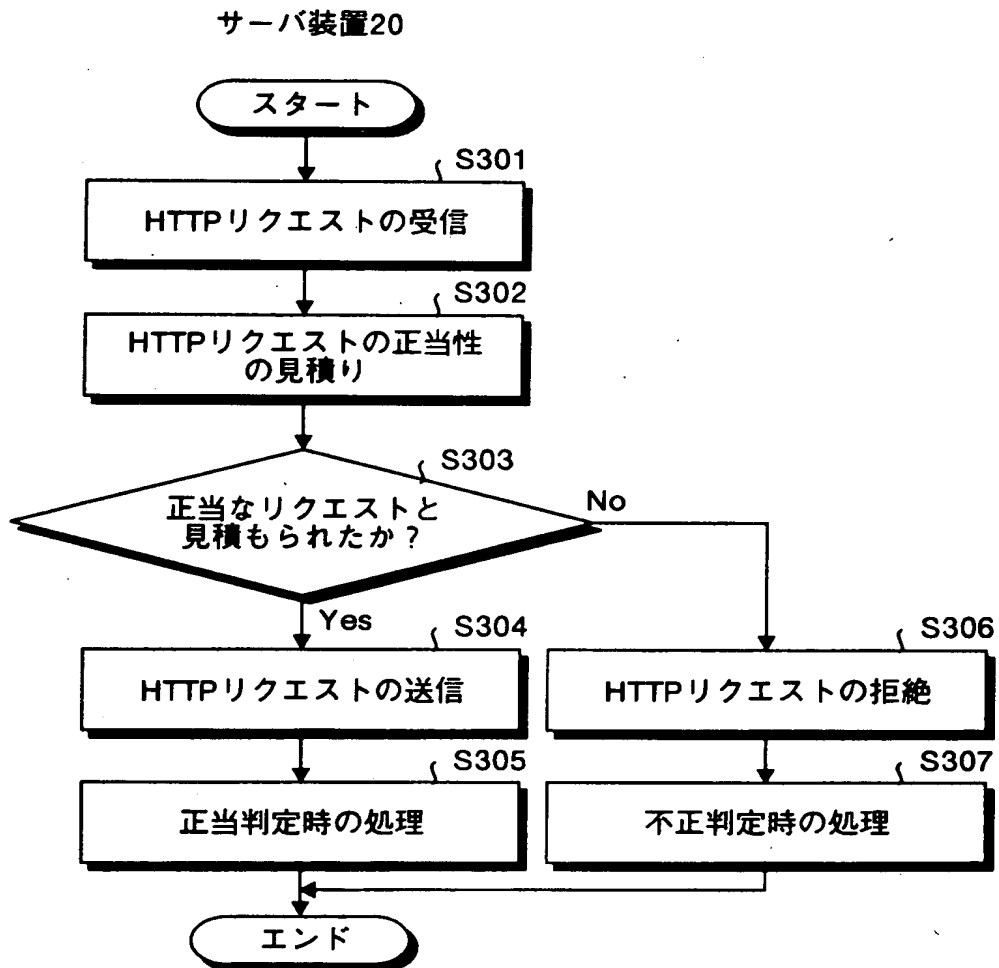 サーバ装置20
スタート
S301
HTTPリクエストの受信
S302
HTTPリクエストの正当性
の見積り
S303
正当なリクエストと
見積もられたか？
No
Yes
S304
HTTPリクエストの送信
S306
HTTPリクエストの拒絶
S305
正当判定時の処理
S307
不正判定時の処理
エンド